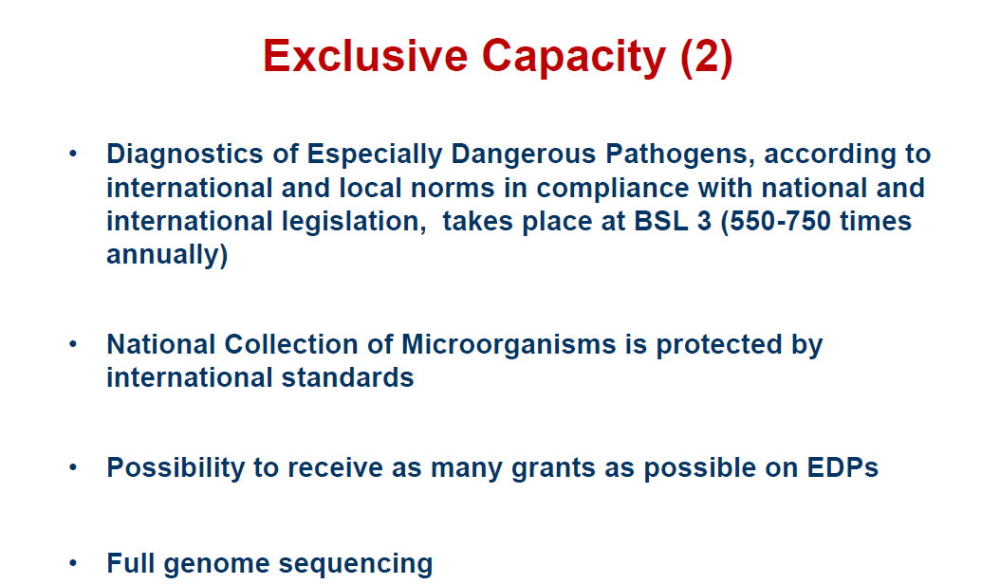 Exclusive Capacity (2)
• Diagnostics of Especially Dangerous Pathogens, according to
international and local norms in compliance with national and
international legislation,  takes place at BSL 3 (550-750 times
annually)
• National Collection of Microorganisms is protected by
international standards
• Possibility to receive as many grants as possible on EDPs
• Full genome sequencing